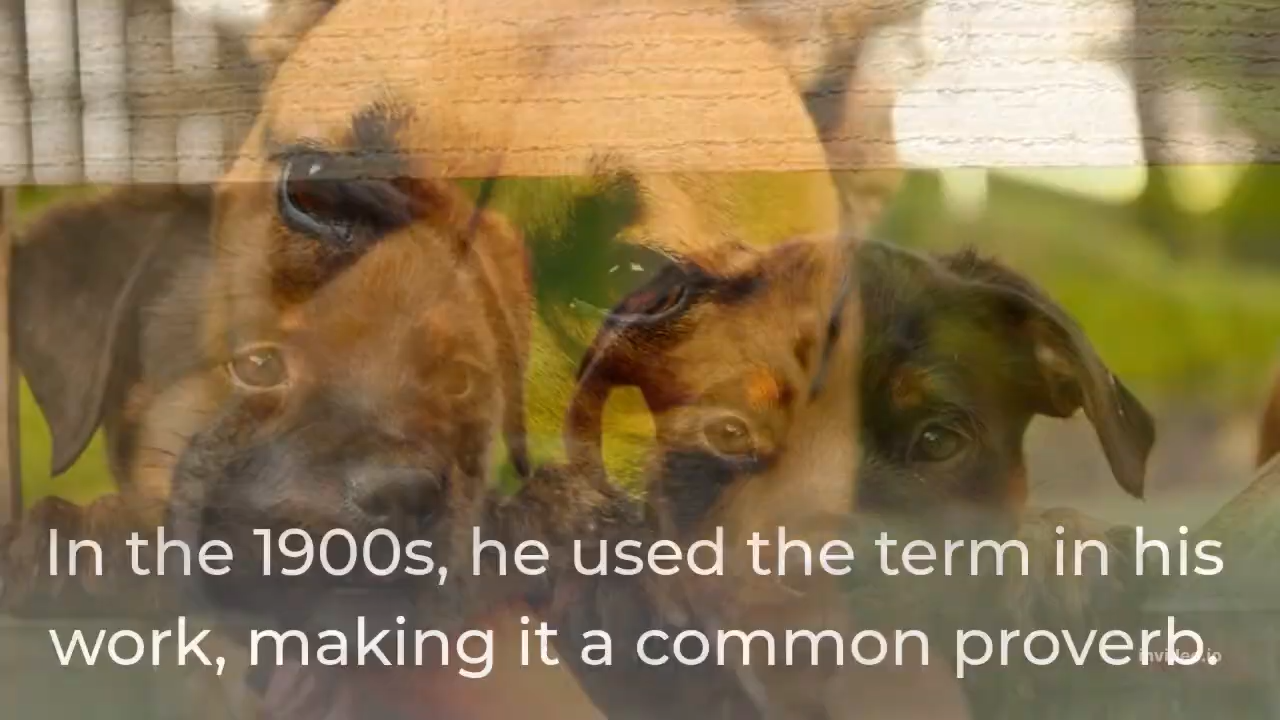 In the 1900s, he used the term in his
work, making it a common proverb.
invideo.io